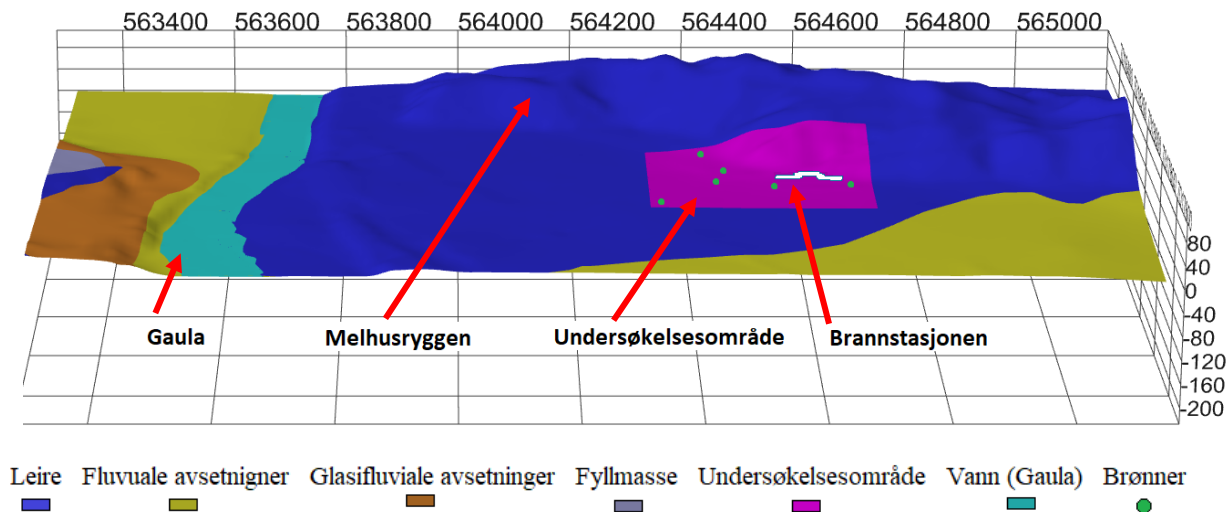 563400 563600 564000 564200 564400 564600 564800 565000
80
40
0
-40
-80
-120
-160
-200
Gaula Melhusryggen Undersøkelsesområde Brannstasjonen
Leire Fluvuale avsetnigner Glasifluviale avsetninger Fyllmasse Undersøkelsesområde Vann (Gaula) Brønner